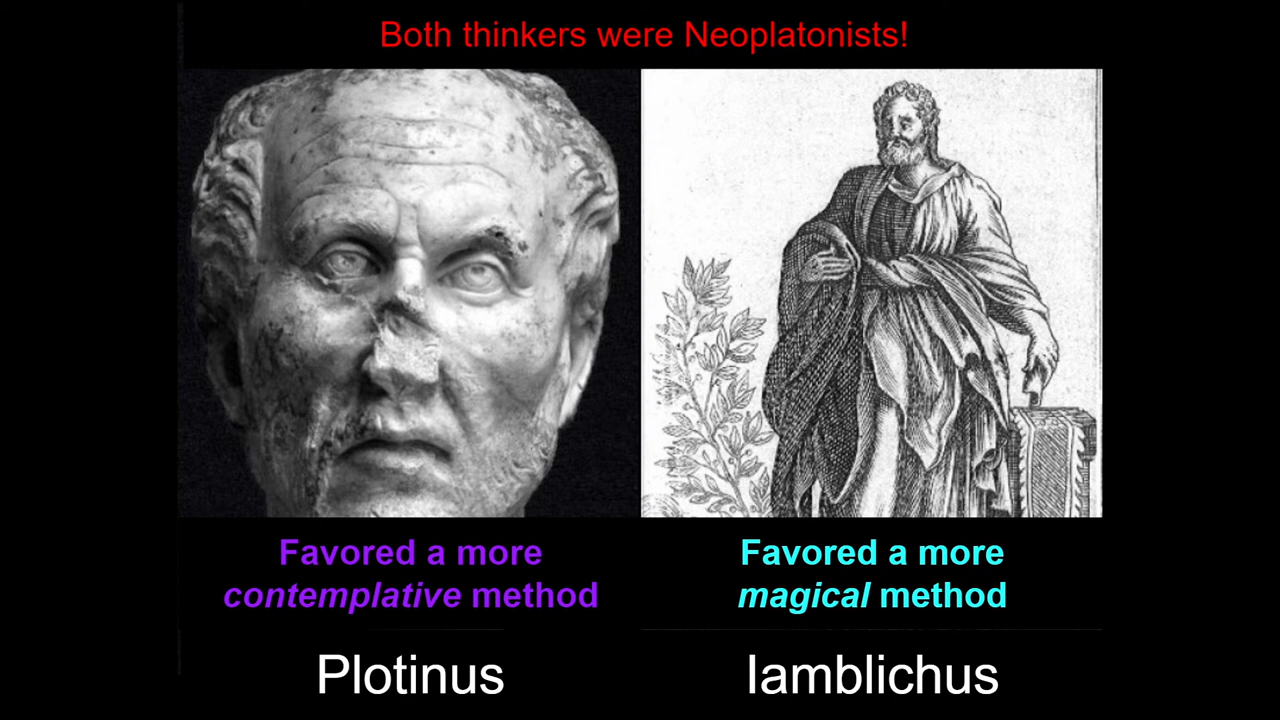 Both thinkers were Neoplatonists!
Favored a more
contemplative method
Favored a more
magical method
Plotinus
Iamblichus